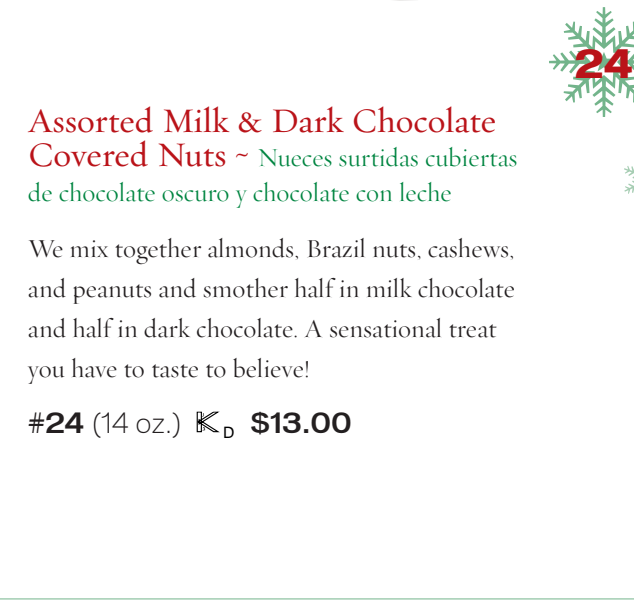 24
Assorted Milk & Dark Chocolate
Covered Nuts ~ Nueces surtidas cubiertas
de chocolate oscuro y chocolate con leche
We mix together almonds, Brazil nuts, cashews,
and peanuts and smother half in milk chocolate
and half in dark chocolate. A sensational treat
you have to taste to believe!
#24 (14 oz.) K D $13.00